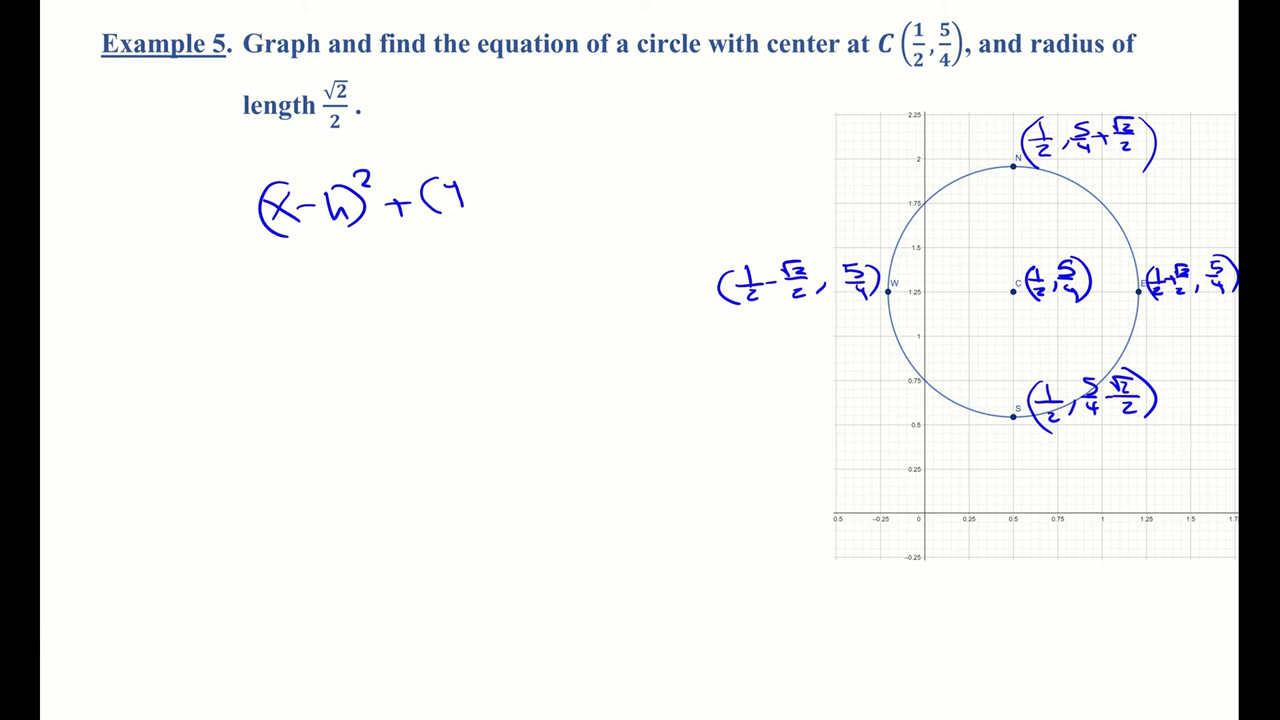 Example 5. Graph and find the equation of a circle with center at C (1/2, 5/4), and radius of
length √2/2 .
(x-h)² + (y
2.25
(1/2, 5/4 + √2/2)
N
2
1.75
1.5
(1/2 - √2/2, 5/4)
W
1.25
C
(1/2, 5/4)
E
(1/2 + √2/2, 5/4)
1
0.75
S
(1/2, 5/4 √2/2)
0.5
0.25
0.5 -0.25 0 0.25 0.5 0.75 1 1.25 1.5 1.7
-0.25